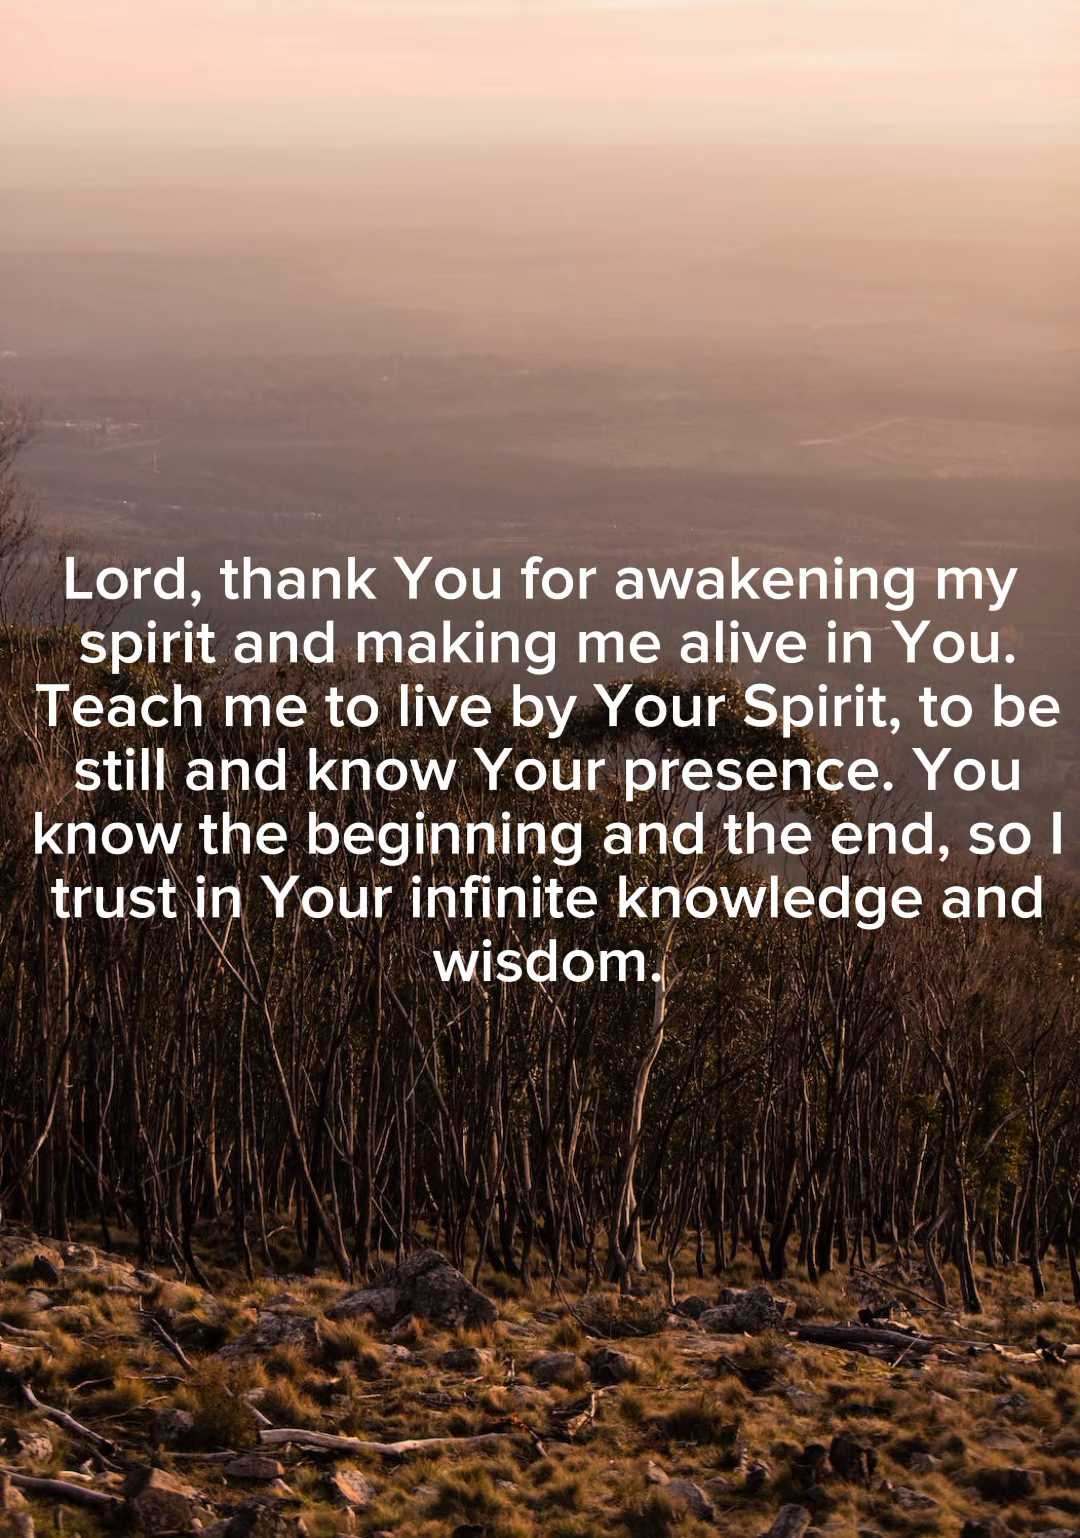 Lord, thank You for awakening my
spirit and making me alive in You.
Teach me to live by Your Spirit, to be
still and know Your presence. You
know the beginning and the end, so I
trust in Your infinite knowledge and
wisdom.